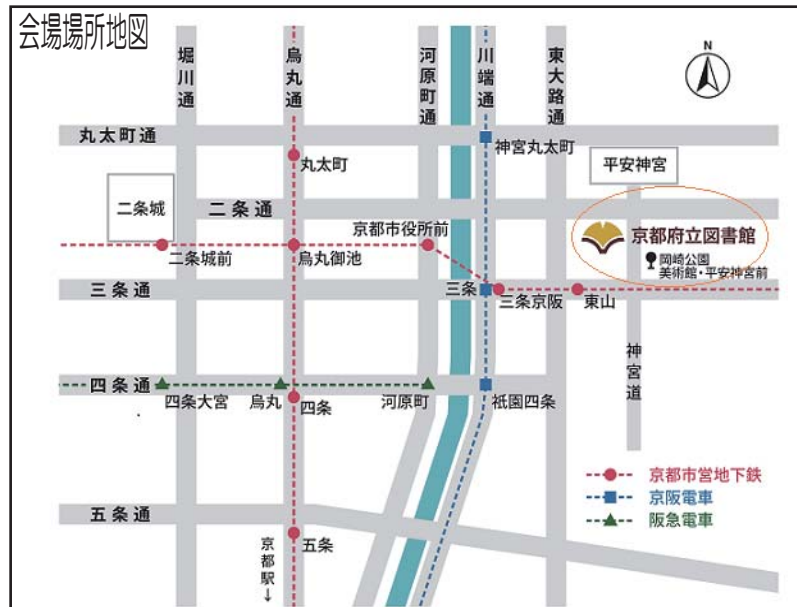 会場場所地図
堀川通
烏丸通
河原町通
川端通
東大路通
N
丸太町通
神宮丸太町
丸太町
平安神宮
二条城
二条通
京都府立図書館
京都市役所前
岡崎公園
美術館・平安神宮前
二条城前
烏丸御池
三条通
三条
三条京阪
東山
神宮道
四条通
四条大宮
烏丸
四条
河原町
祇園四条
京都市営地下鉄
京阪電車
阪急電車
五条通
五条
京都駅↓